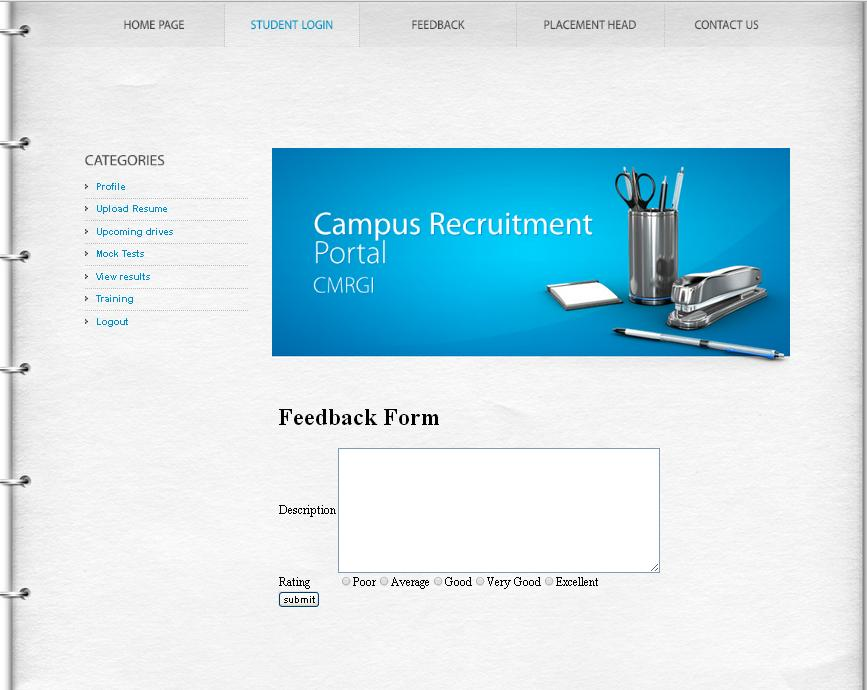 HOME PAGE STUDENT LOGIN FEEDBACK PLACEMENT HEAD CONTACT US
CATEGORIES
Profile
Upload Resume
Upcoming drives
Mock Tests
View results
Training
Logout
Campus Recruitment
Portal
CMRGI
Feedback Form
Description
Rating Poor Average Good Very Good Excellent
submit